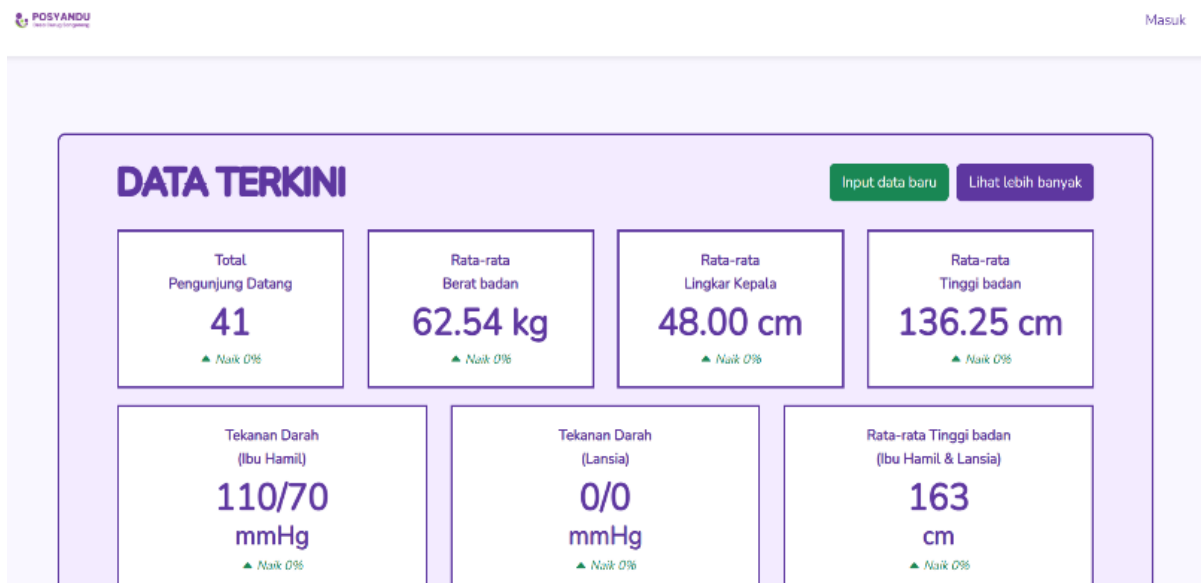 POSYANDU
Masuk
DATA TERKINI
Input data baru
Lihat lebih banyak
Total
Pengunjung Datang
41
Naik 0%
Rata-rata
Berat badan
62.54 kg
Naik 0%
Rata-rata
Lingkar Kepala
48.00 cm
Naik 0%
Rata-rata
Tinggi badan
136.25 cm
Naik 0%
Tekanan Darah
(Ibu Hamil)
110/70
mmHg
Naik 0%
Tekanan Darah
(Lansia)
0/0
mmHg
Naik 0%
Rata-rata Tinggi badan
(Ibu Hamil & Lansia)
163
cm
Naik 0%